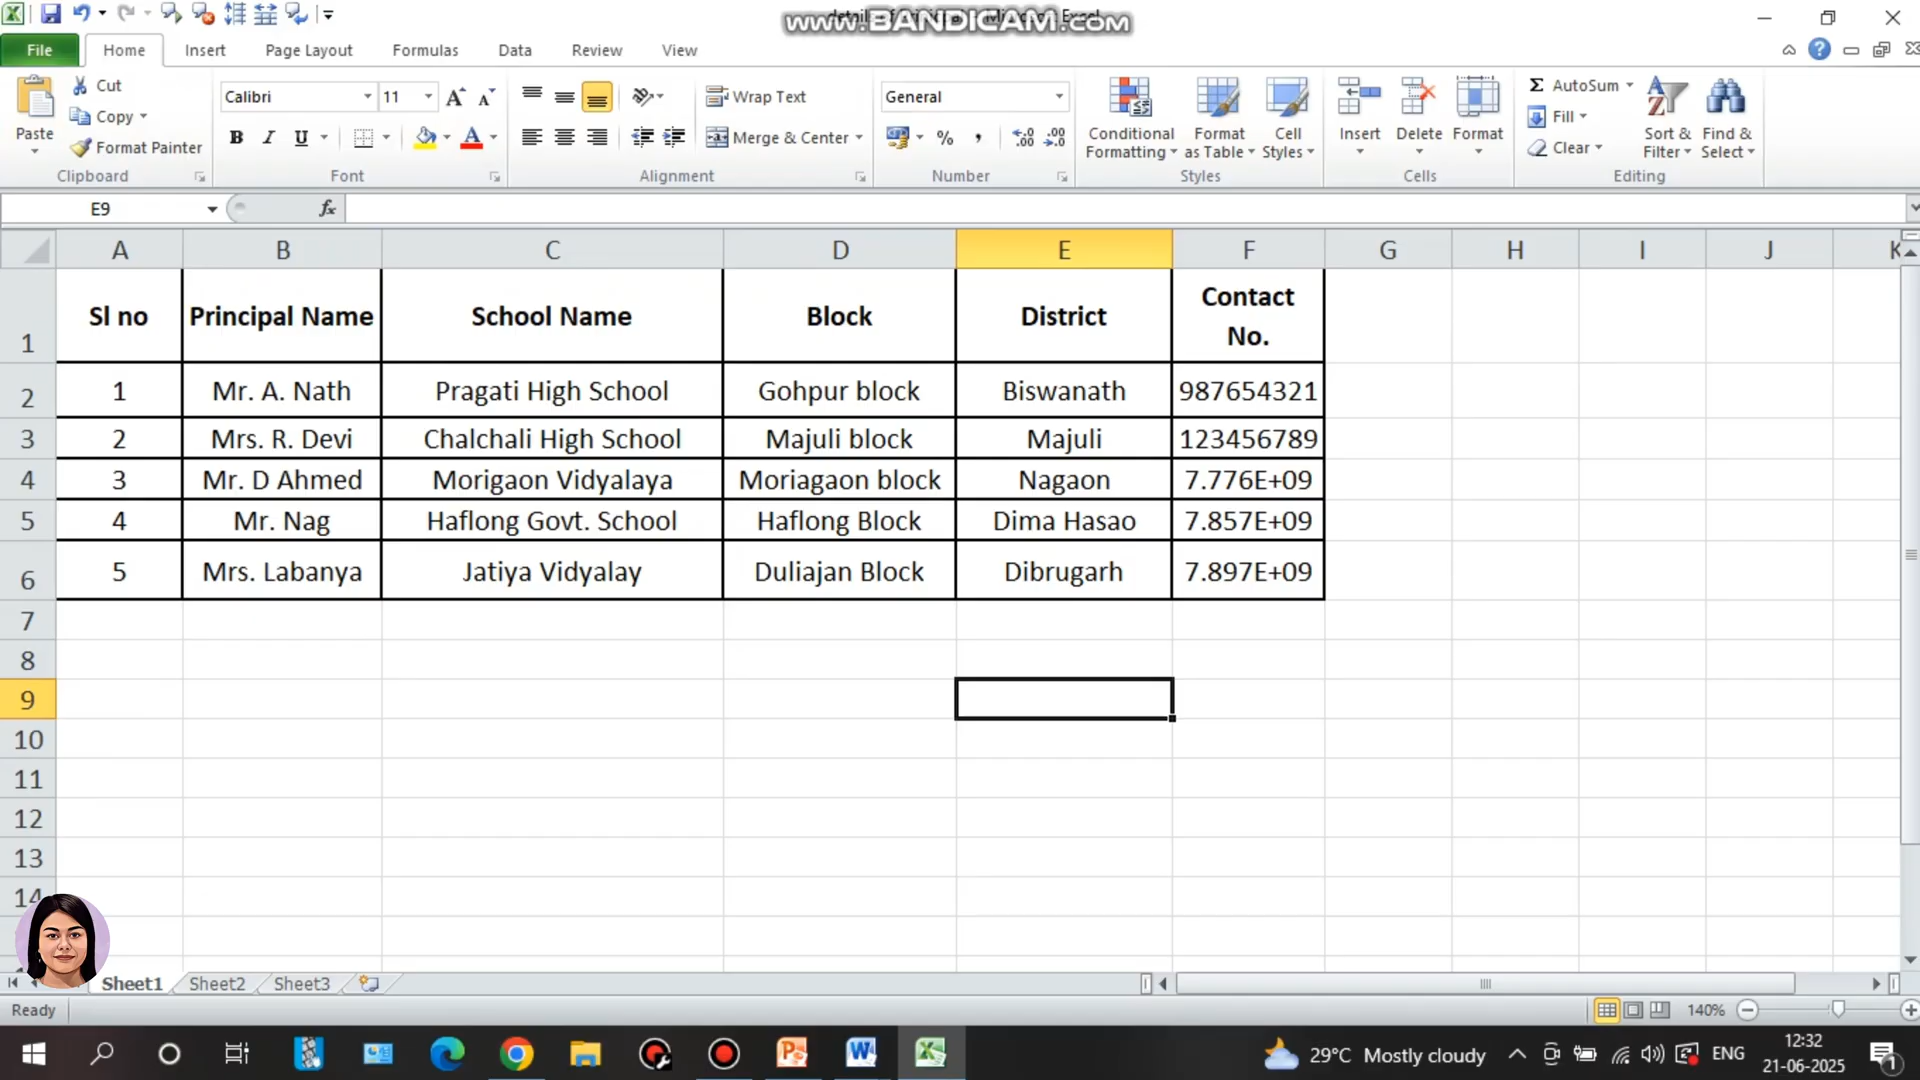 www.BANDICAM.com
File Home Insert Page Layout Formulas Data Review View
Paste
Cut
Copy
Format Painter
Clipboard
Calibri 11
B I U A
Font
Wrap Text
Merge & Center
Alignment
General
% ,
Number
Conditional Formatting
Format as Table
Cell Styles
Styles
Insert Delete Format
Cells
Σ AutoSum
Fill
Clear
Sort & Filter
Find & Select
Editing
E9 fx
A B C D E F G H I J K
1 Sl no Principal Name School Name Block District Contact No.
2 1 Mr. A. Nath Pragati High School Gohpur block Biswanath 987654321
3 2 Mrs. R. Devi Chalchali High School Majuli block Majuli 123456789
4 3 Mr. D Ahmed Morigaon Vidyalaya Moriagaon block Nagaon 7.776E+09
5 4 Mr. Nag Haflong Govt. School Haflong Block Dima Hasao 7.857E+09
6 5 Mrs. Labanya Jatiya Vidyalay Duliajan Block Dibrugarh 7.897E+09
7
8
9
10
11
12
13
14
Sheet1 Sheet2 Sheet3
Ready 140%
29°C Mostly cloudy ENG 12:32
21-06-2025